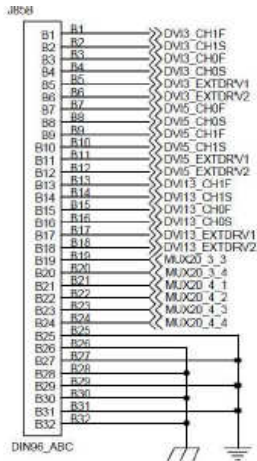 J858
B1 B1 DVI3_CH1F
B2 B2 DVI3_CH1S
B3 B3 DVI3_CH0F
B4 B4 DVI3_CH0S
B5 B5 DVI3_EXTDRV1
B6 B6 DVI3_EXTDRV2
B7 B7 DVI5_CH0F
B8 B8 DVI5_CH0S
B9 B9 DVI5_CH1F
B10 B10 DVI5_CH1S
B11 B11 DVI5_EXTDRV1
B12 B12 DVI5_EXTDRV2
B13 B13 DVI13_CH1F
B14 B14 DVI13_CH1S
B15 B15 DVI13_CH0F
B16 B16 DVI13_CH0S
B17 B17 DVI13_EXTDRV1
B18 B18 DVI13_EXTDRV2
B19 B19 MUX20_3_3
B20 B20 MUX20_3_4
B21 B21 MUX20_4_1
B22 B22 MUX20_4_2
B23 B23 MUX20_4_3
B24 B24 MUX20_4_4
B25 B25
B26 B26
B27 B27
B28 B28
B29 B29
B30 B30
B31 B31
B32 B32
DIN96_ABC